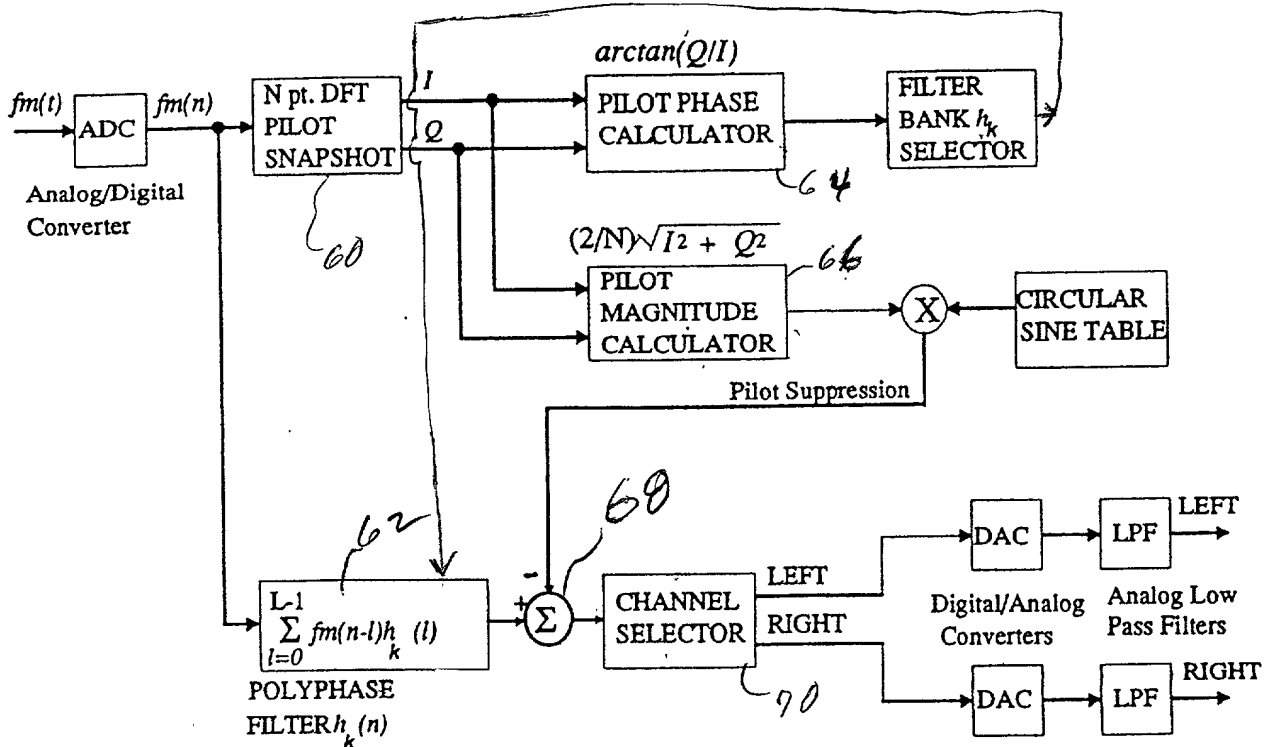 arctan(Q/I)
fm(t)
ADC
fm(n)
N pt. DFT
PILOT
SNAPSHOT
I
Q
PILOT PHASE
CALCULATOR
FILTER
BANK h_k
SELECTOR
Analog/Digital
Converter
60
64
(2/N)√I² + Q²
66
PILOT
MAGNITUDE
CALCULATOR
X
CIRCULAR
SINE TABLE
Pilot Suppression
62
68
L-1
Σ fm(n-l)h_k (l)
l=0
POLYPHASE
FILTER h_k (n)
-
+
Σ
CHANNEL
SELECTOR
70
LEFT
RIGHT
DAC
LPF
LEFT
Digital/Analog
Converters
Analog Low
Pass Filters
DAC
LPF
RIGHT